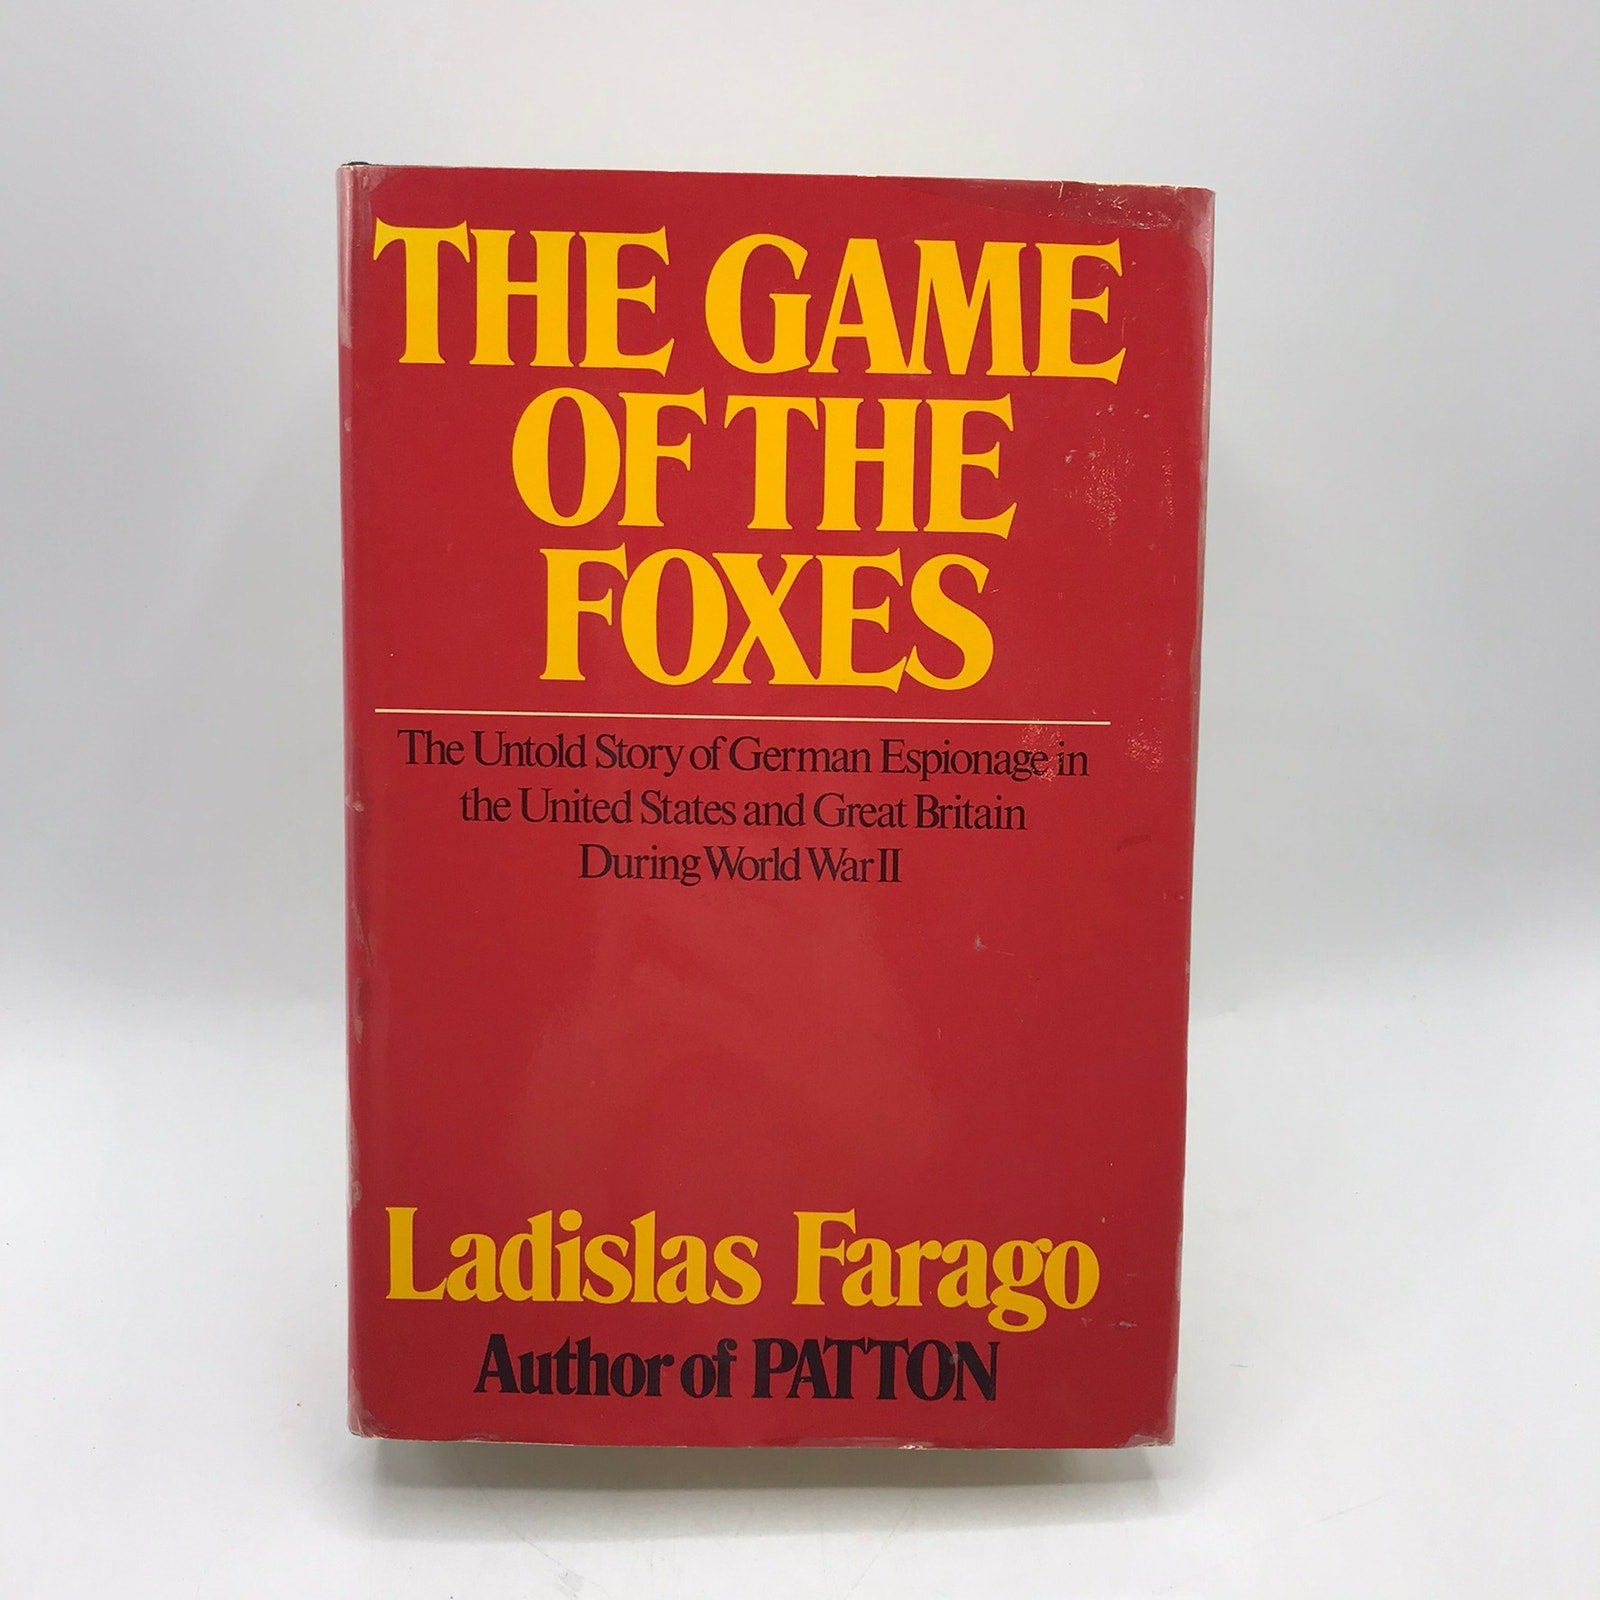 THE GAME
OF THE
FOXES
The Untold Story of German Espionage in
the United States and Great Britain
During World War II
Ladislas Farago
Author of PATTON